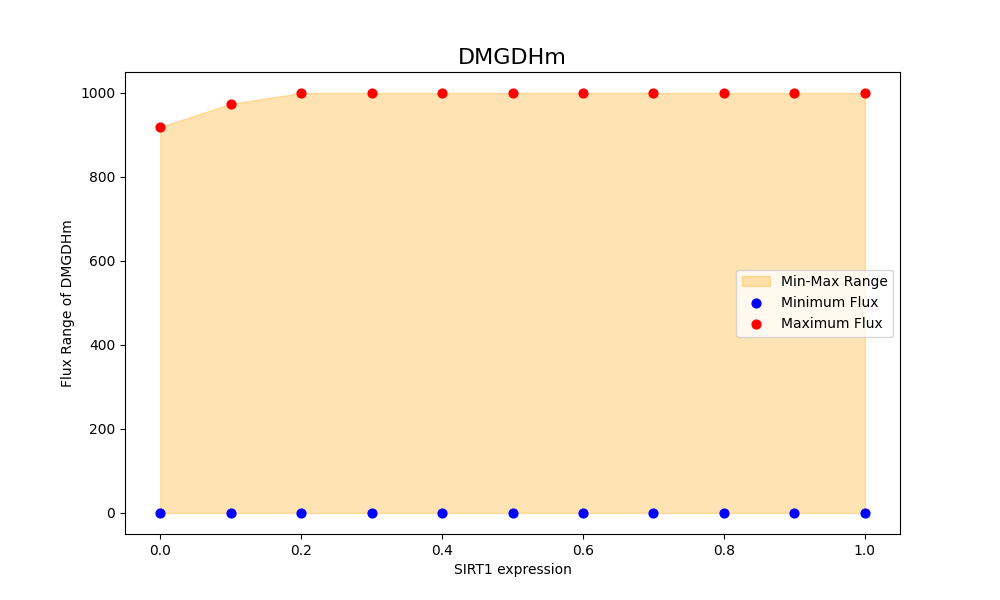 DMGDHm
1000
800
600
400
200
0
Flux Range of DMGDHm
Min-Max Range
Minimum Flux
Maximum Flux
0.0 0.2 0.4 0.6 0.8 1.0
SIRT1 expression